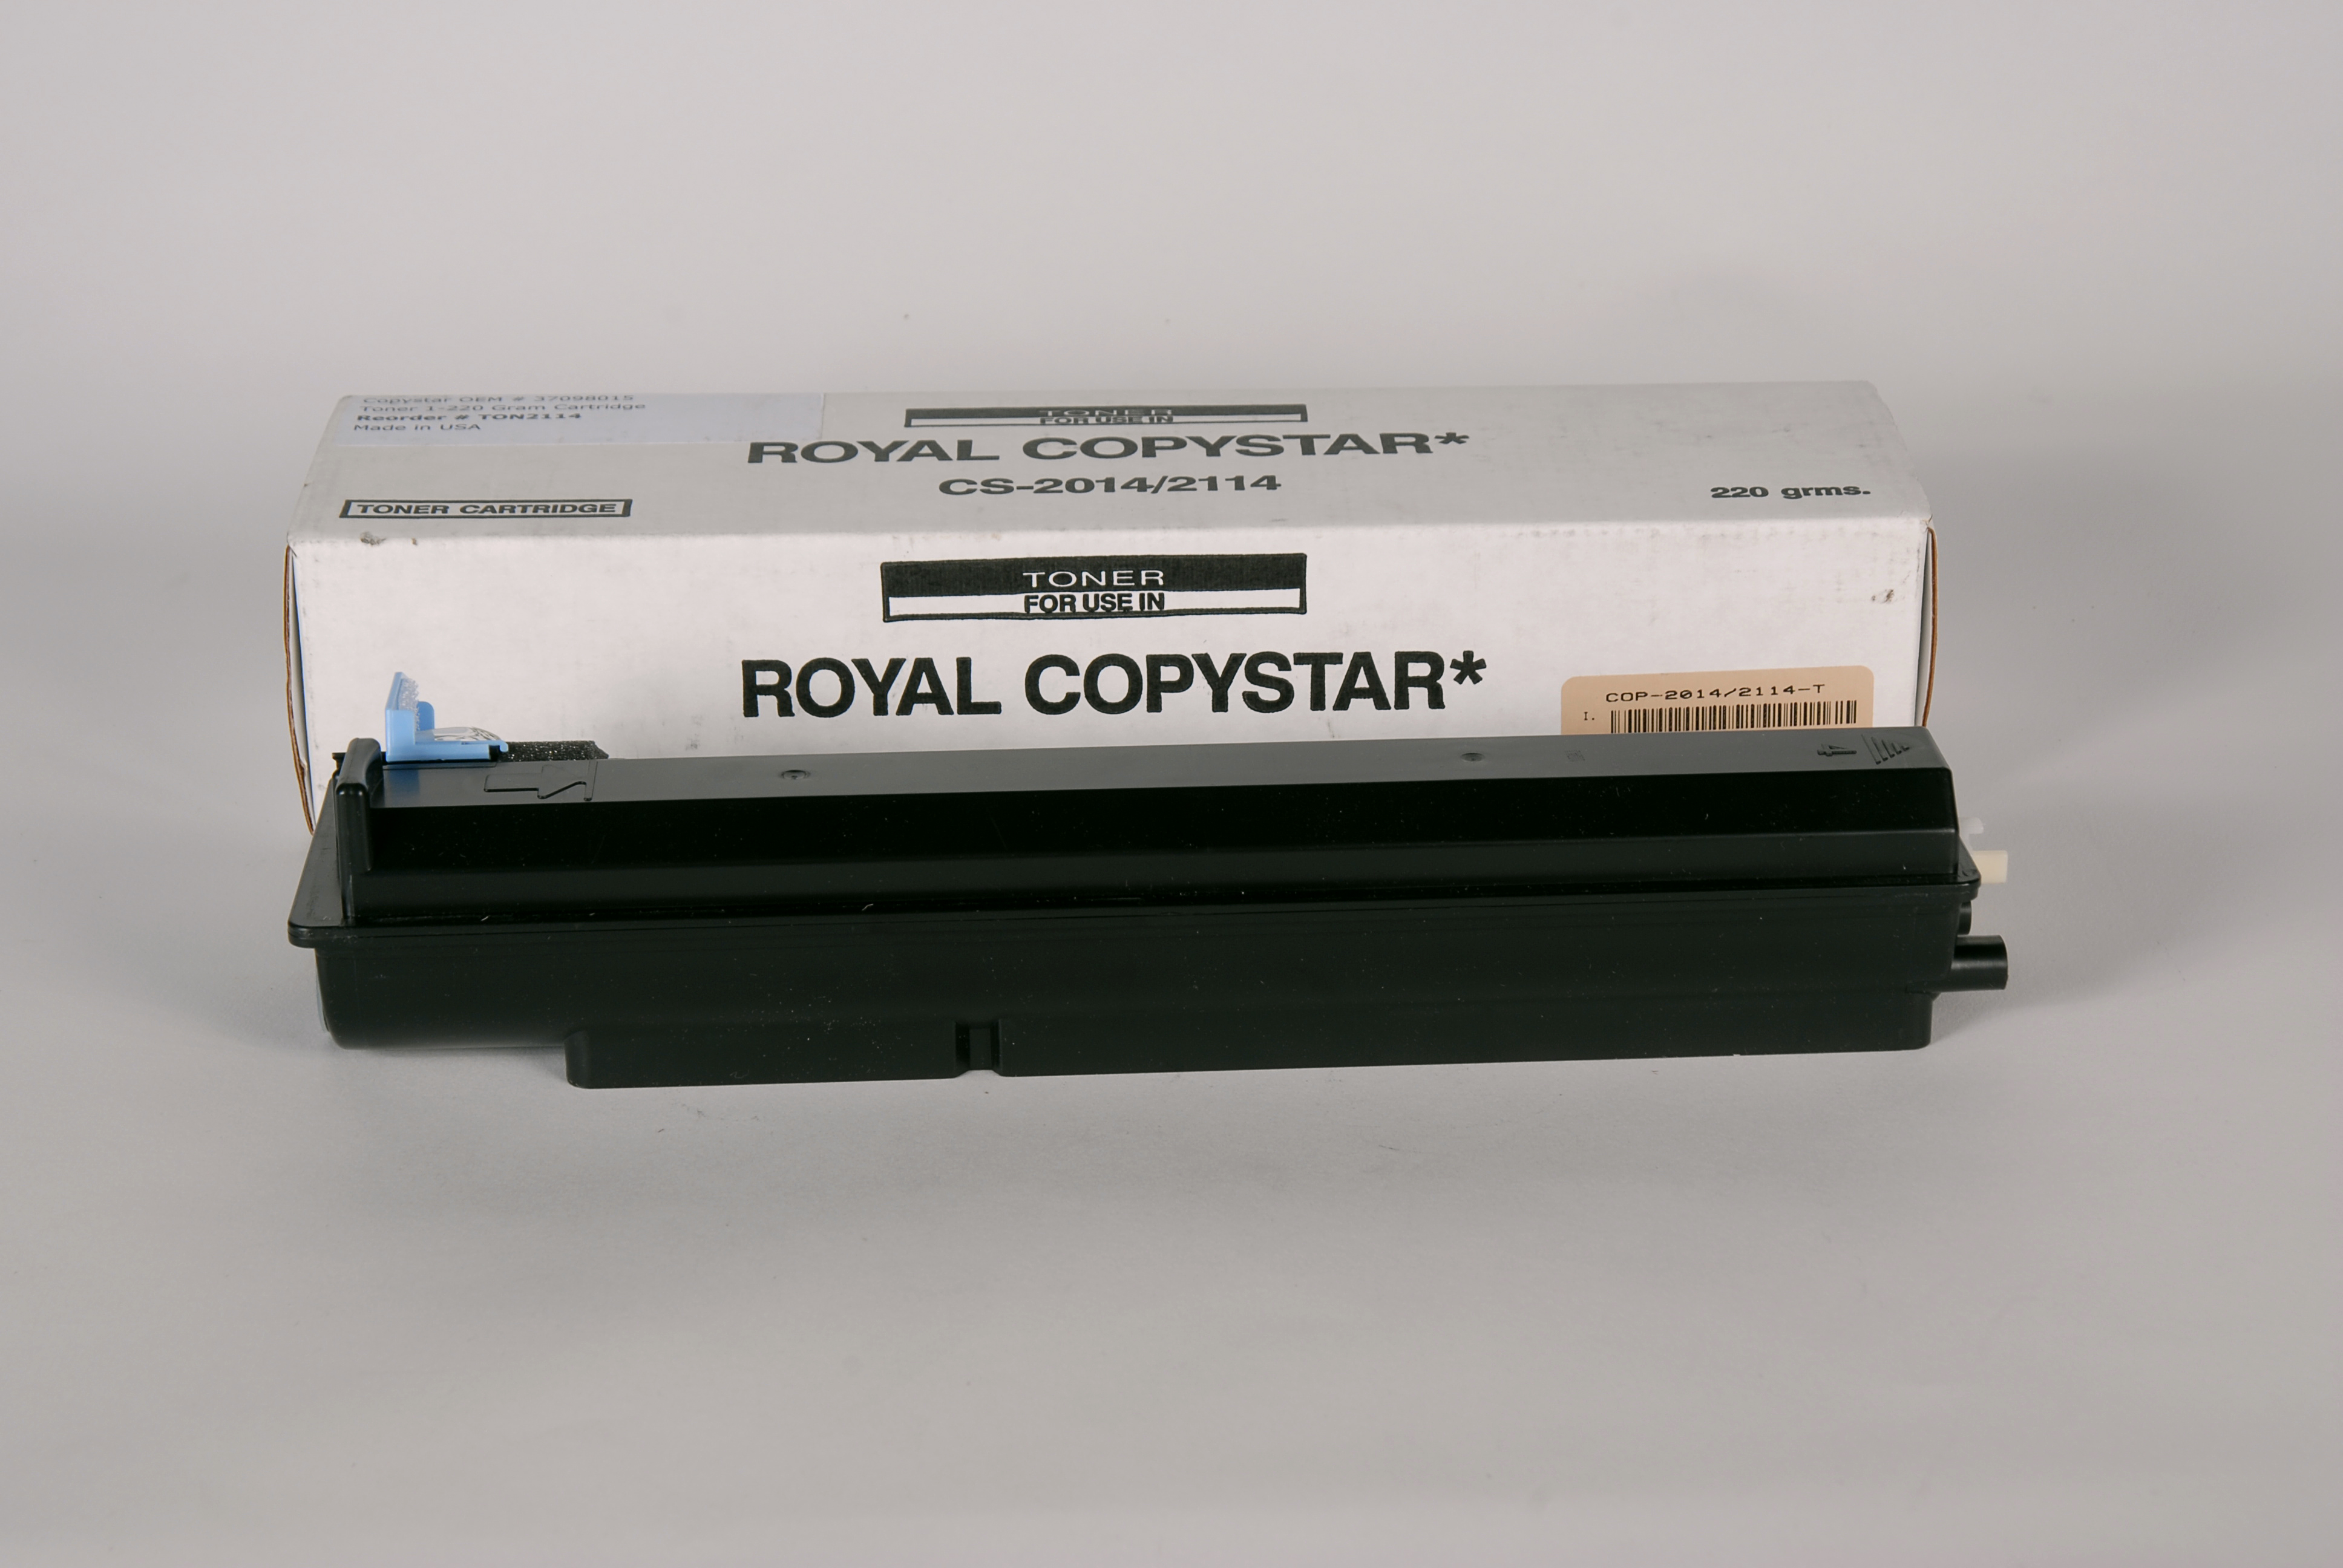 Copystar OEM # 37098015
Toner 1-220 Gram Cartridge
Reorder # TON2114
Made in USA
TONER
FOR USE IN
ROYAL COPYSTAR*
CS-2014/2114
TONER CARTRIDGE
220 grms.
TONER
FOR USE IN
ROYAL COPYSTAR*
COP-2014/2114-T
I.